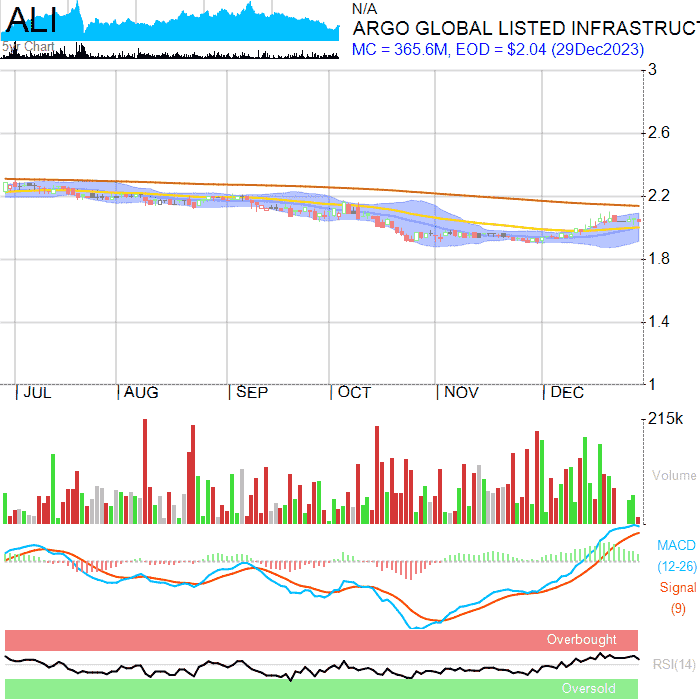 ALI
5yr Chart
N/A
ARGO GLOBAL LISTED INFRASTRUCT
MC = 365.6M, EOD = $2.04 (29Dec2023)
3
2.6
2.2
1.8
1.4
1
JUL AUG SEP OCT NOV DEC
215k
Volume
MACD
(12-26)
Signal
(9)
Overbought
RSI(14)
Oversold